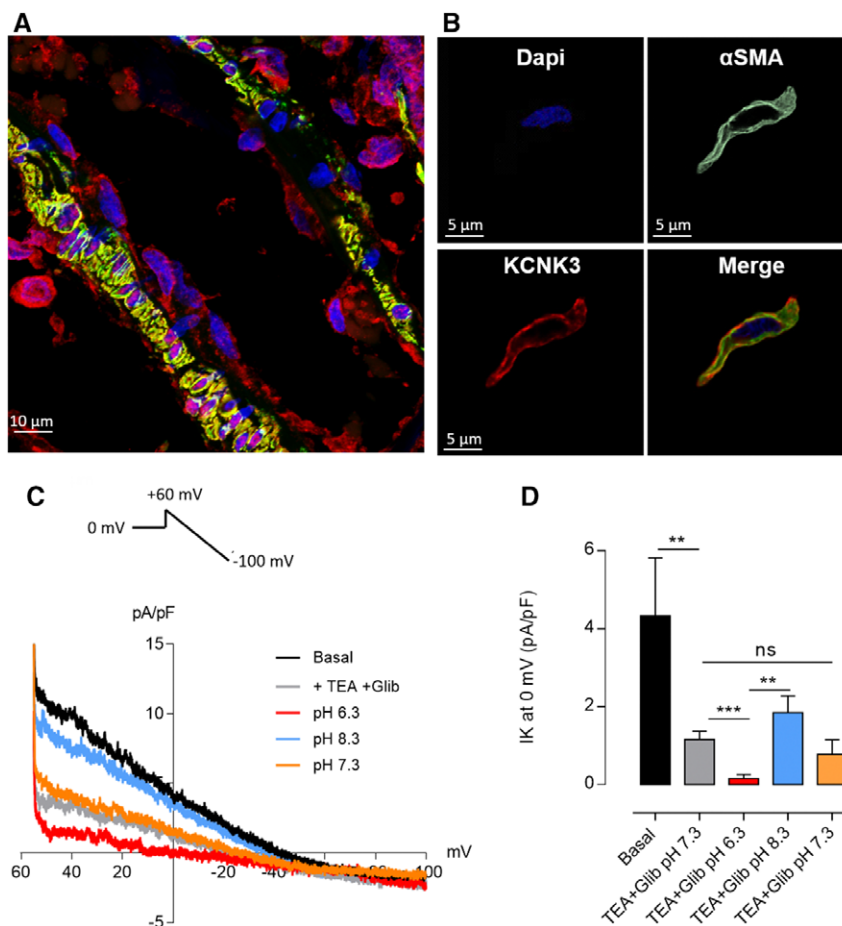 A
10 µm
B
Dapi
αSMA
5 µm
5 µm
KCNK3
Merge
5 µm
5 µm
C
+60 mV
0 mV
-100 mV
pA/pF
15
10
-5
Basal
+ TEA +Glib
pH 6.3
pH 8.3
pH 7.3
mV
60
40
20
-20
-40
-60
-80
-100
D
IK at 0 mV (pA/pF)
6
4
2
0
**
ns
***
**
Basal
TEA+Glib pH 7.3
TEA+Glib pH 6.3
TEA+Glib pH 8.3
TEA+Glib pH 7.3